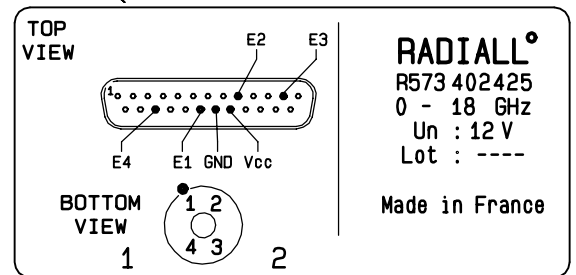 TOP
VIEW
E2
E3
1
E4
E1
GND
Vcc
BOTTOM
VIEW
1 2
4 3
1
2
RADIALL°
R573 402425
0 - 18 GHz
Un : 12 V
Lot : ----
Made in France